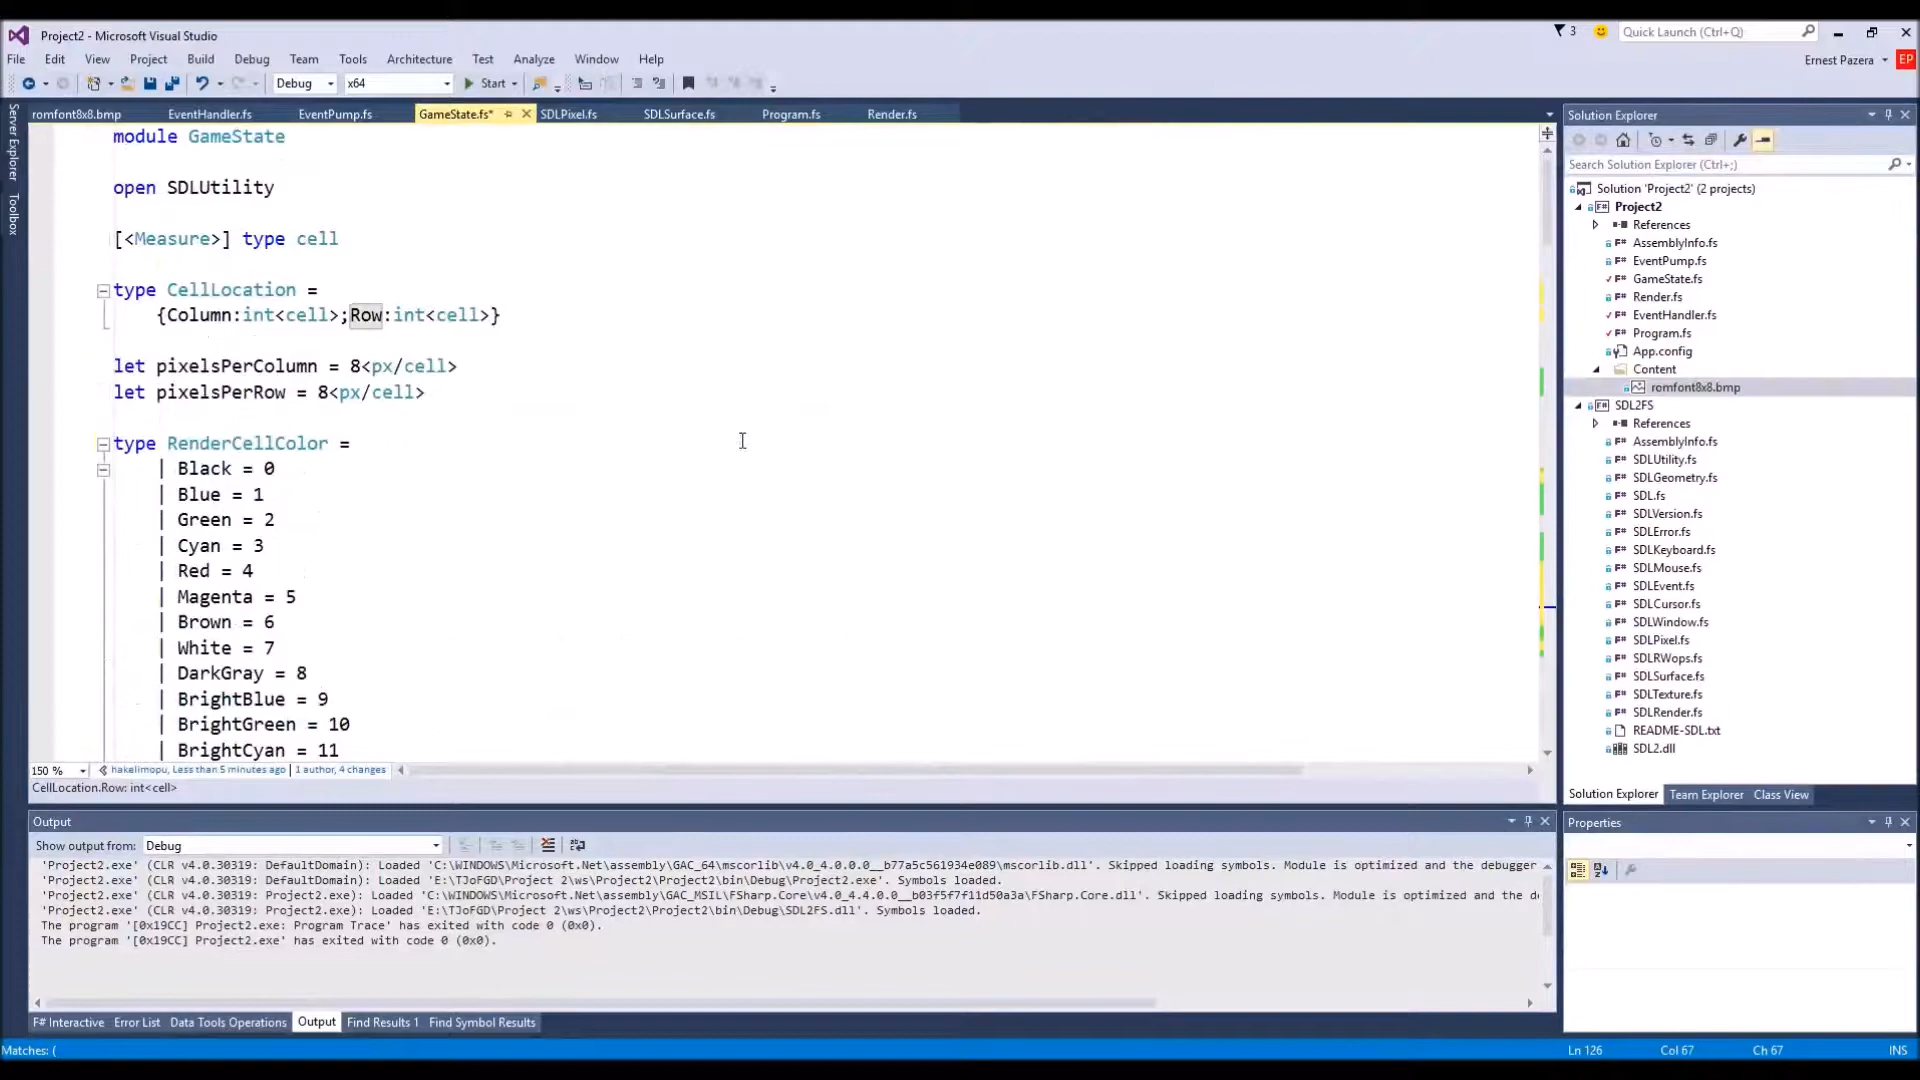 Project2 - Microsoft Visual Studio
3
Quick Launch (Ctrl+Q)
File Edit View Project Build Debug Team Tools Architecture Test Analyze Window Help
Ernest Pazera
EP
Debug
x64
Start
Server Explorer
Toolbox
romfont8x8.bmp EventHandler.fs EventPump.fs GameState.fs* SDLPixel.fs SDLSurface.fs Program.fs Render.fs
module GameState
open SDLUtility
[<Measure>] type cell
type CellLocation =
{Column:int<cell>;Row:int<cell>}
let pixelsPerColumn = 8<px/cell>
let pixelsPerRow = 8<px/cell>
type RenderCellColor =
| Black = 0
| Blue = 1
| Green = 2
| Cyan = 3
| Red = 4
| Magenta = 5
| Brown = 6
| White = 7
| DarkGray = 8
| BrightBlue = 9
| BrightGreen = 10
| BrightCyan = 11
150 %
hakelimopu, Less than 5 minutes ago | 1 author, 4 changes
CellLocation.Row: int<cell>
Output
Show output from: Debug
'Project2.exe' (CLR v4.0.30319: DefaultDomain): Loaded 'C:\WINDOWS\Microsoft.Net\assembly\GAC_64\mscorlib\v4.0_4.0.0.0__b77a5c561934e089\mscorlib.dll'. Skipped loading symbols. Module is optimized and the debugger
'Project2.exe' (CLR v4.0.30319: DefaultDomain): Loaded 'E:\TJoFGD\Project 2\ws\Project2\Project2\bin\Debug\Project2.exe'. Symbols loaded.
'Project2.exe' (CLR v4.0.30319: Project2.exe): Loaded 'C:\WINDOWS\Microsoft.Net\assembly\GAC_MSIL\FSharp.Core\v4.0_4.4.0.0__b03f5f7f11d50a3a\FSharp.Core.dll'. Skipped loading symbols. Module is optimized and the d
'Project2.exe' (CLR v4.0.30319: Project2.exe): Loaded 'E:\TJoFGD\Project 2\ws\Project2\Project2\bin\Debug\SDL2FS.dll'. Symbols loaded.
The program '[0x19CC] Project2.exe: Program Trace' has exited with code 0 (0x0).
The program '[0x19CC] Project2.exe' has exited with code 0 (0x0).
F# Interactive Error List Data Tools Operations Output Find Results 1 Find Symbol Results
Solution Explorer
Search Solution Explorer (Ctrl+;)
Solution 'Project2' (2 projects)
Project2
References
AssemblyInfo.fs
EventPump.fs
GameState.fs
Render.fs
EventHandler.fs
Program.fs
App.config
Content
romfont8x8.bmp
SDL2FS
References
AssemblyInfo.fs
SDLUtility.fs
SDLGeometry.fs
SDL.fs
SDLVersion.fs
SDLError.fs
SDLKeyboard.fs
SDLMouse.fs
SDLEvent.fs
SDLCursor.fs
SDLWindow.fs
SDLPixel.fs
SDLRWops.fs
SDLSurface.fs
SDLTexture.fs
SDLRender.fs
README-SDL.txt
SDL2.dll
Solution Explorer Team Explorer Class View
Properties
Matches: (
Ln 126 Col 67 Ch 67 INS